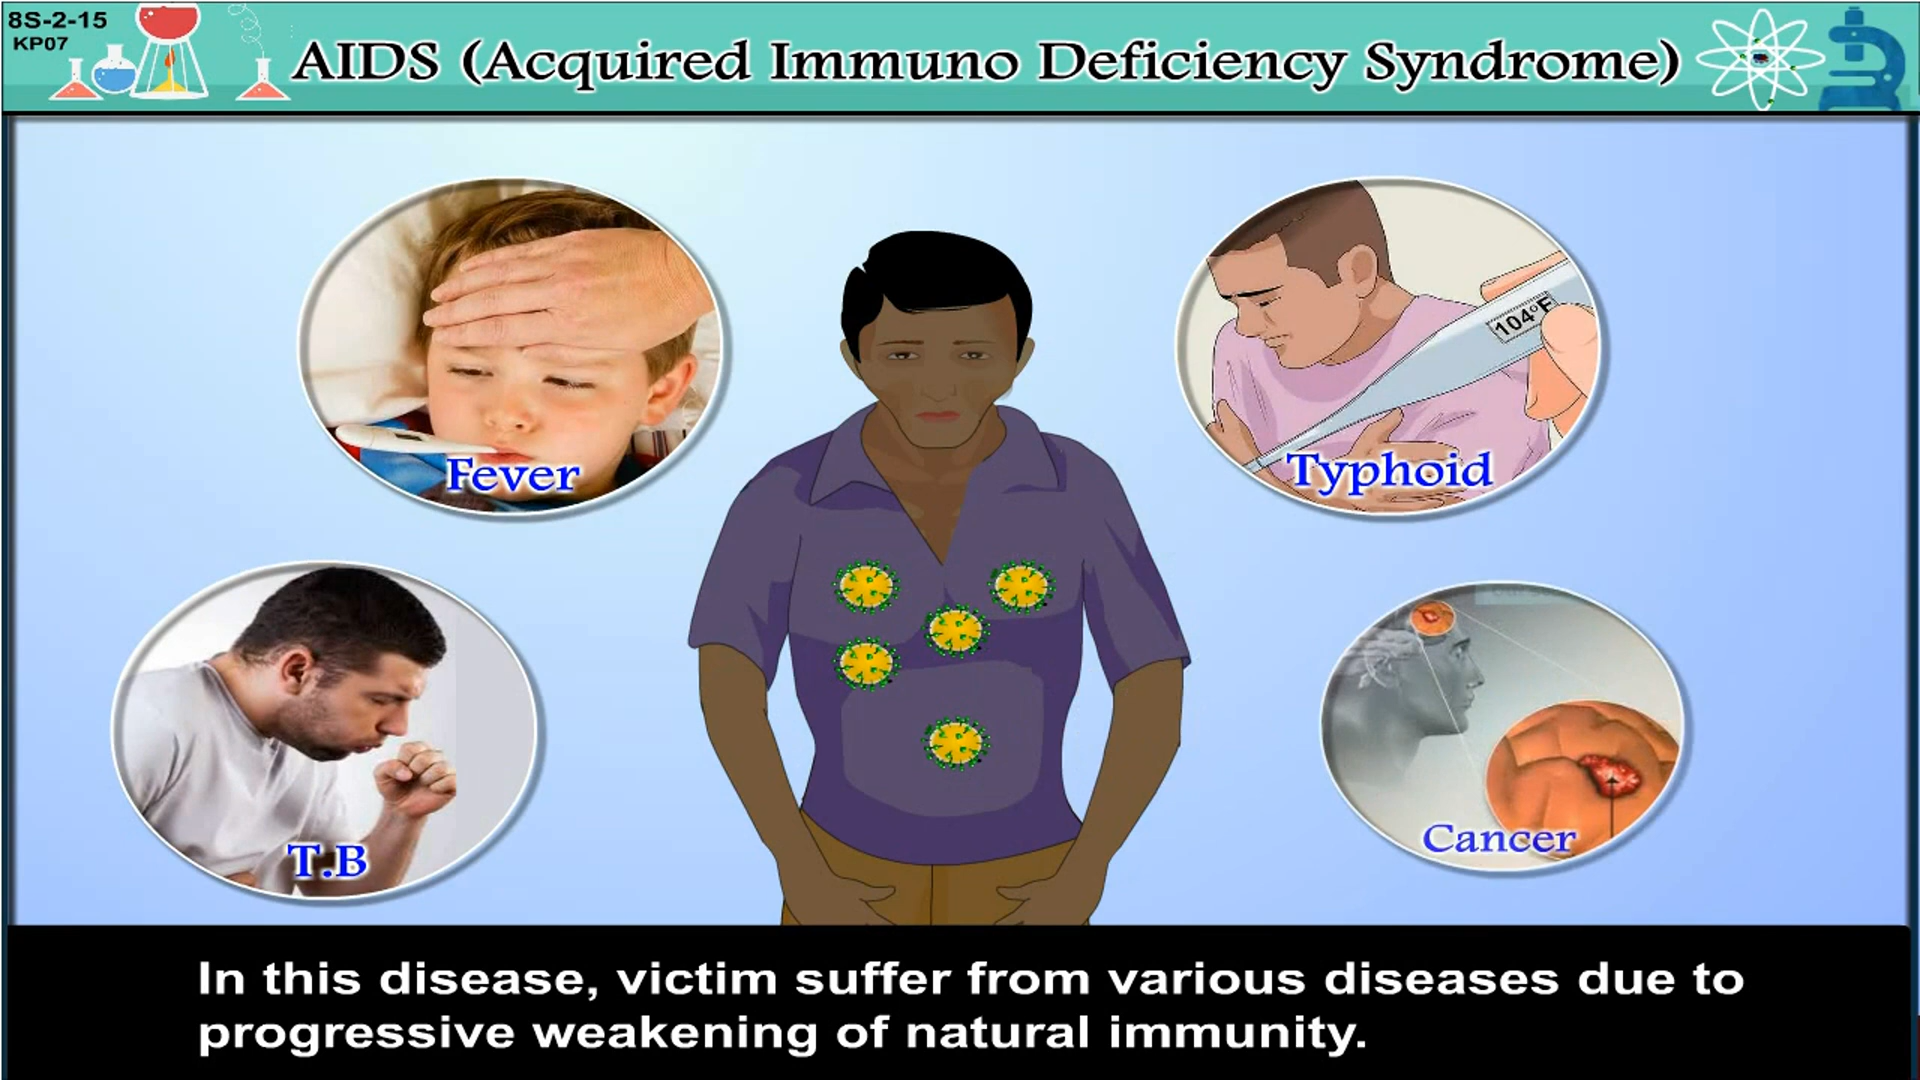 8S-2-15
KP07
AIDS (Acquired Immuno Deficiency Syndrome)
Fever
104°F
Typhoid
T.B
Cancer
In this disease, victim suffer from various diseases due to
progressive weakening of natural immunity.